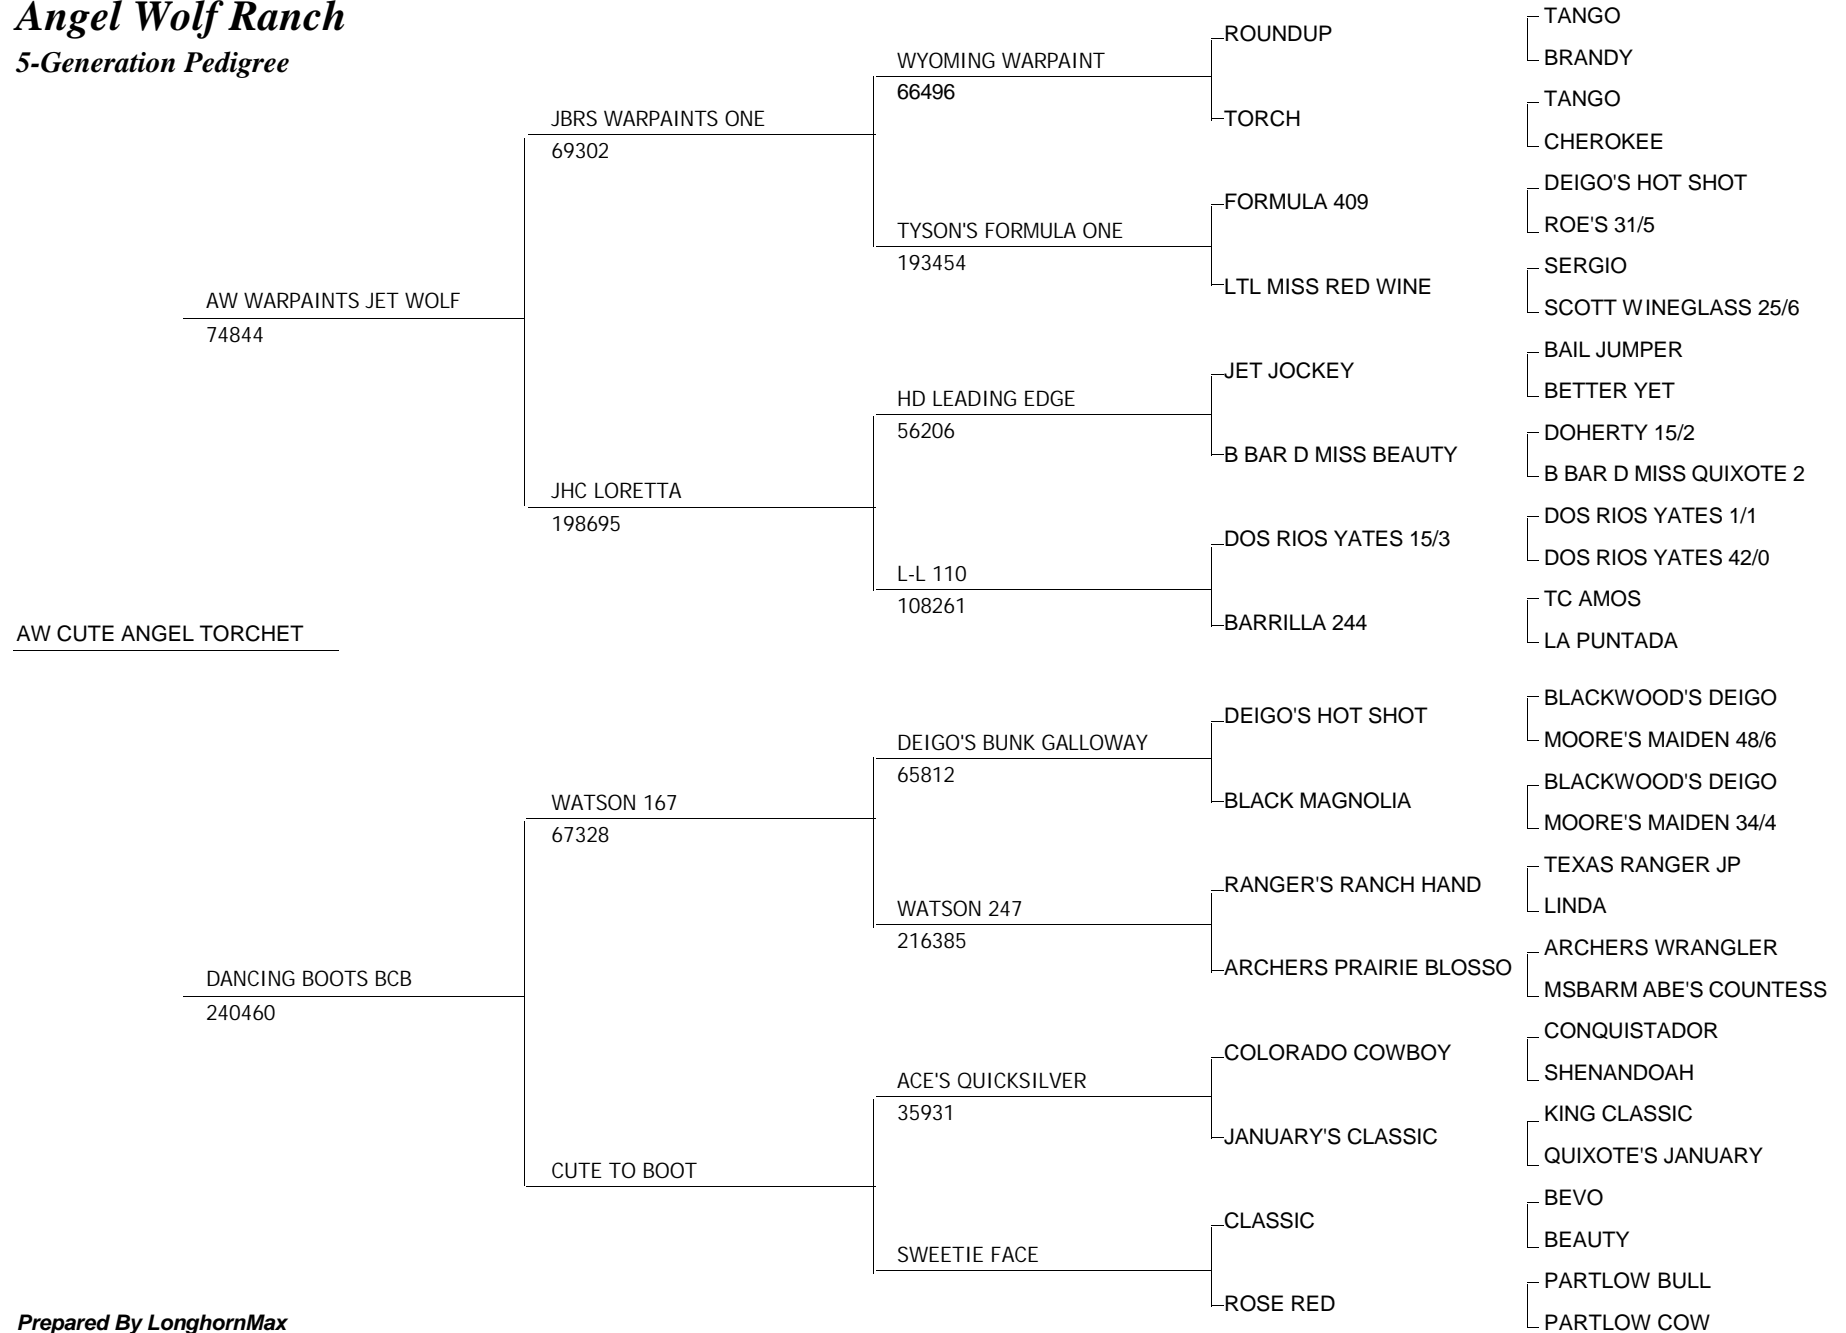 Angel Wolf Ranch
5-Generation Pedigree
AW CUTE ANGEL TORCHET
AW WARPAINTS JET WOLF
74844
DANCING BOOTS BCB
240460
JBRS WARPAINTS ONE
69302
JHC LORETTA
198695
WATSON 167
67328
CUTE TO BOOT
WYOMING WARPAINT
66496
TYSON'S FORMULA ONE
193454
HD LEADING EDGE
56206
L-L 110
108261
DEIGO'S BUNK GALLOWAY
65812
WATSON 247
216385
ACE'S QUICKSILVER
35931
SWEETIE FACE
ROUNDUP
TORCH
FORMULA 409
LTL MISS RED WINE
JET JOCKEY
B BAR D MISS BEAUTY
DOS RIOS YATES 15/3
BARRILLA 244
DEIGO'S HOT SHOT
BLACK MAGNOLIA
RANGER'S RANCH HAND
ARCHERS PRAIRIE BLOSSO
COLORADO COWBOY
JANUARY'S CLASSIC
CLASSIC
ROSE RED
TANGO
BRANDY
TANGO
CHEROKEE
DEIGO'S HOT SHOT
ROE'S 31/5
SERGIO
SCOTT WINEGLASS 25/6
BAIL JUMPER
BETTER YET
DOHERTY 15/2
B BAR D MISS QUIXOTE 2
DOS RIOS YATES 1/1
DOS RIOS YATES 42/0
TC AMOS
LA PUNTADA
BLACKWOOD'S DEIGO
MOORE'S MAIDEN 48/6
BLACKWOOD'S DEIGO
MOORE'S MAIDEN 34/4
TEXAS RANGER JP
LINDA
ARCHERS WRANGLER
MSBARM ABE'S COUNTESS
CONQUISTADOR
SHENANDOAH
KING CLASSIC
QUIXOTE'S JANUARY
BEVO
BEAUTY
PARTLOW BULL
PARTLOW COW
Prepared By LonghornMax